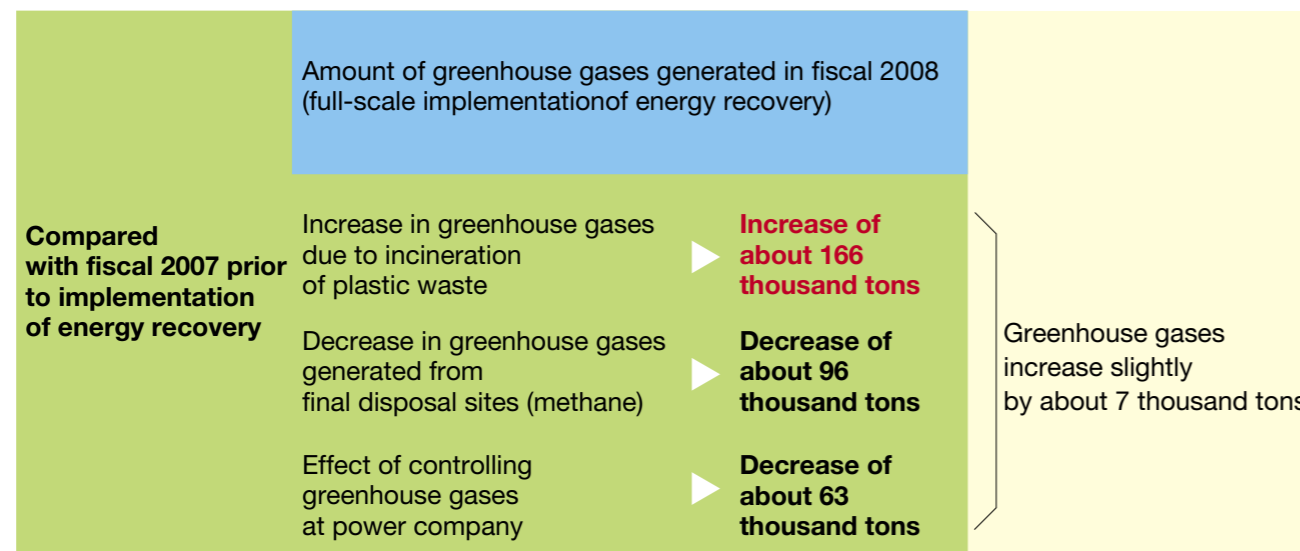 Amount of greenhouse gases generated in fiscal 2008
(full-scale implementationof energy recovery)
Compared
with fiscal 2007 prior
to implementation
of energy recovery
Increase in greenhouse gases
due to incineration
of plastic waste
Increase of
about 166
thousand tons
Decrease in greenhouse gases
generated from
final disposal sites (methane)
Decrease of
about 96
thousand tons
Effect of controlling
greenhouse gases
at power company
Decrease of
about 63
thousand tons
Greenhouse gases
increase slightly
by about 7 thousand tons